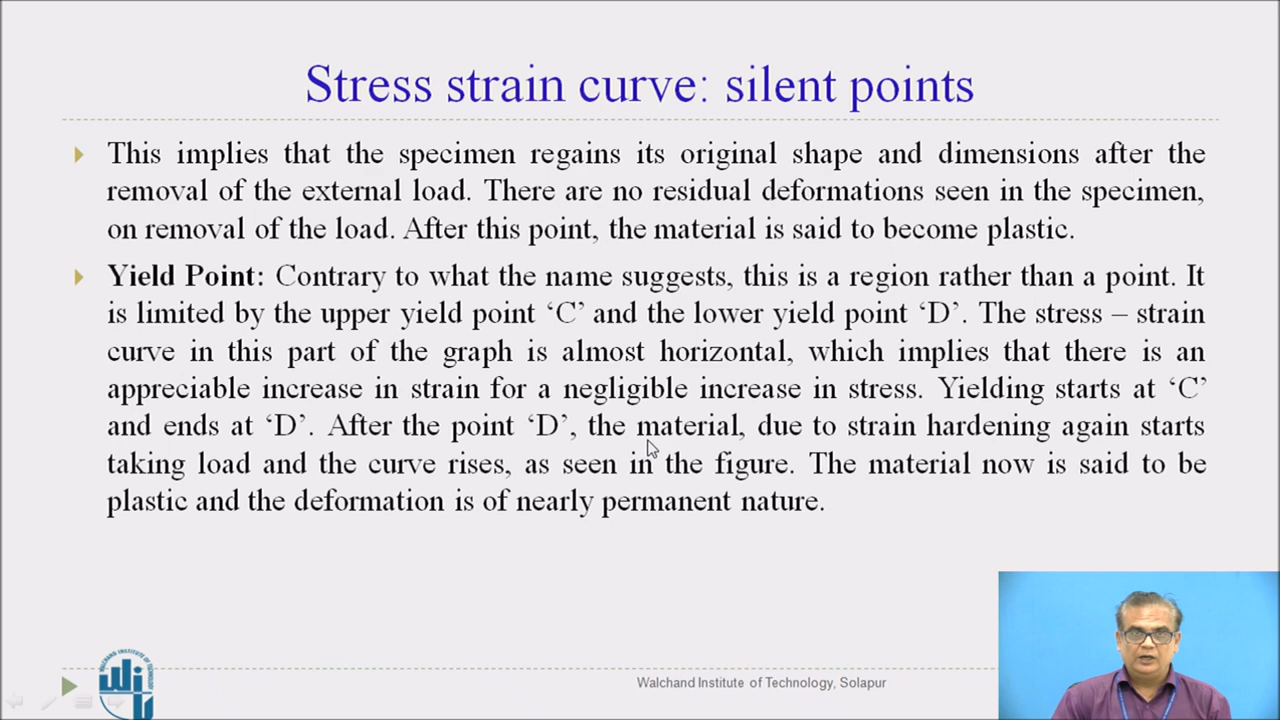 Stress strain curve: silent points
This implies that the specimen regains its original shape and dimensions after the
removal of the external load. There are no residual deformations seen in the specimen,
on removal of the load. After this point, the material is said to become plastic.
Yield Point: Contrary to what the name suggests, this is a region rather than a point. It
is limited by the upper yield point ‘C’ and the lower yield point ‘D’. The stress – strain
curve in this part of the graph is almost horizontal, which implies that there is an
appreciable increase in strain for a negligible increase in stress. Yielding starts at ‘C’
and ends at ‘D’. After the point ‘D’, the material, due to strain hardening again starts
taking load and the curve rises, as seen in the figure. The material now is said to be
plastic and the deformation is of nearly permanent nature.
WALCHAND INSTITUTE OF TECHNOLOGY
Walchand Institute of Technology, Solapur